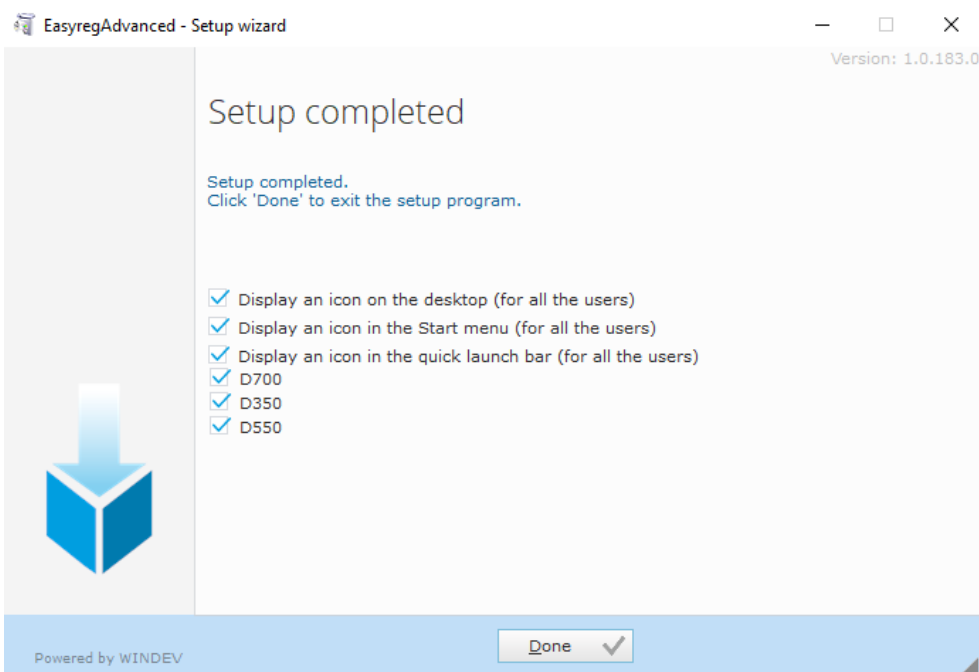 EasyregAdvanced - Setup wizard
Version: 1.0.183.0
Setup completed
Setup completed.
Click 'Done' to exit the setup program.
Display an icon on the desktop (for all the users)
Display an icon in the Start menu (for all the users)
Display an icon in the quick launch bar (for all the users)
D700
D350
D550
Done
Powered by WINDEV